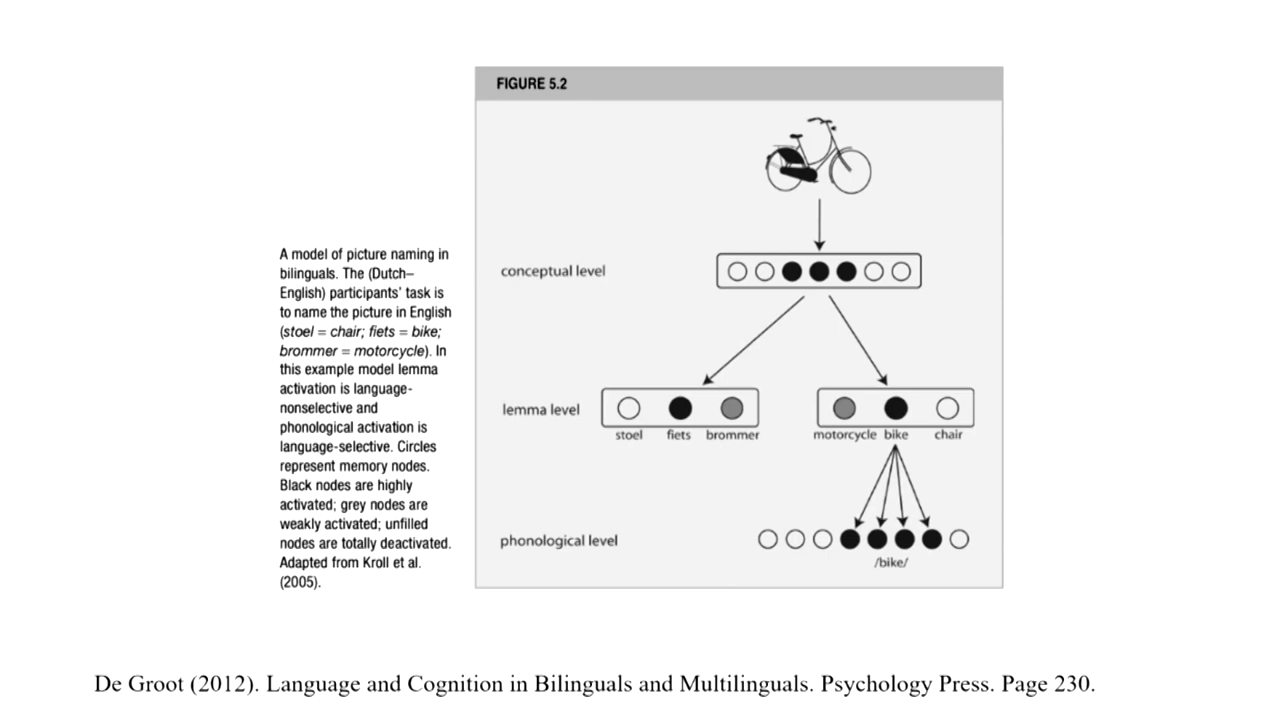 FIGURE 5.2
A model of picture naming in
bilinguals. The (Dutch–
English) participants' task is
to name the picture in English
(stoel = chair; fiets = bike;
brommer = motorcycle). In
this example model lemma
activation is language-
nonselective and
phonological activation is
language-selective. Circles
represent memory nodes.
Black nodes are highly
activated; grey nodes are
weakly activated; unfilled
nodes are totally deactivated.
Adapted from Kroll et al.
(2005).
conceptual level
lemma level
stoel fiets brommer motorcycle bike chair
phonological level
/bike/
De Groot (2012). Language and Cognition in Bilinguals and Multilinguals. Psychology Press. Page 230.